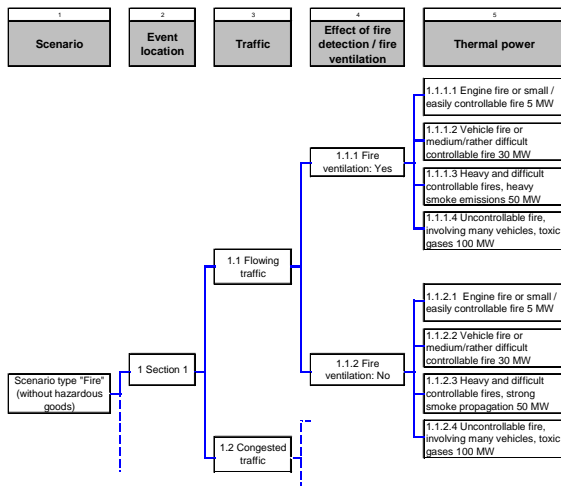 1
2
3
4
5
Scenario
Event
location
Traffic
Effect of fire
detection / fire
ventilation
Thermal power
1.1.1.1 Engine fire or small /
easily controllable fire 5 MW
1.1.1.2 Vehicle fire or
medium/rather difficult
controllable fire 30 MW
1.1.1 Fire
ventilation: Yes
1.1.1.3 Heavy and difficult
controllable fires, heavy
smoke emissions 50 MW
1.1.1.4 Uncontrollable fire,
involving many vehicles, toxic
gases 100 MW
1.1 Flowing
traffic
1.1.2.1 Engine fire or small /
easily controllable fire 5 MW
1.1.2.2 Vehicle fire or
medium/rather difficult
controllable fire 30 MW
1 Section 1
1.1.2 Fire
ventilation: No
Scenario type "Fire"
(without hazardous
goods)
1.1.2.3 Heavy and difficult
controllable fires, strong
smoke propagation 50 MW
1.1.2.4 Uncontrollable fire,
involving many vehicles, toxic
gases 100 MW
1.2 Congested
traffic